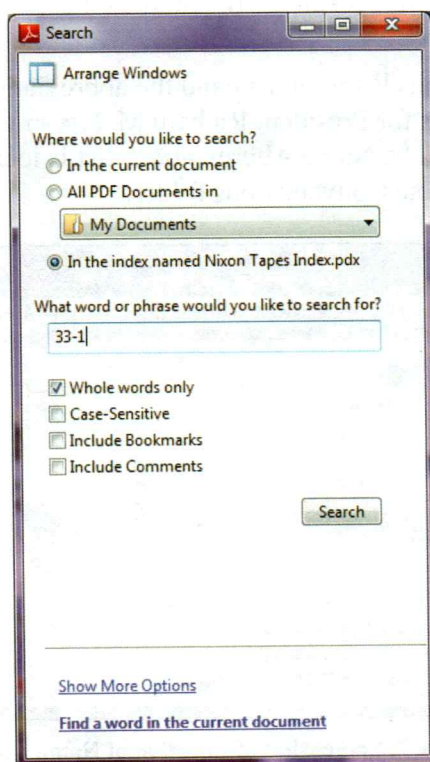 Search
Arrange Windows
Where would you like to search?
In the current document
All PDF Documents in
My Documents
In the index named Nixon Tapes Index.pdx
What word or phrase would you like to search for?
33-1
Whole words only
Case-Sensitive
Include Bookmarks
Include Comments
Search
Show More Options
Find a word in the current document